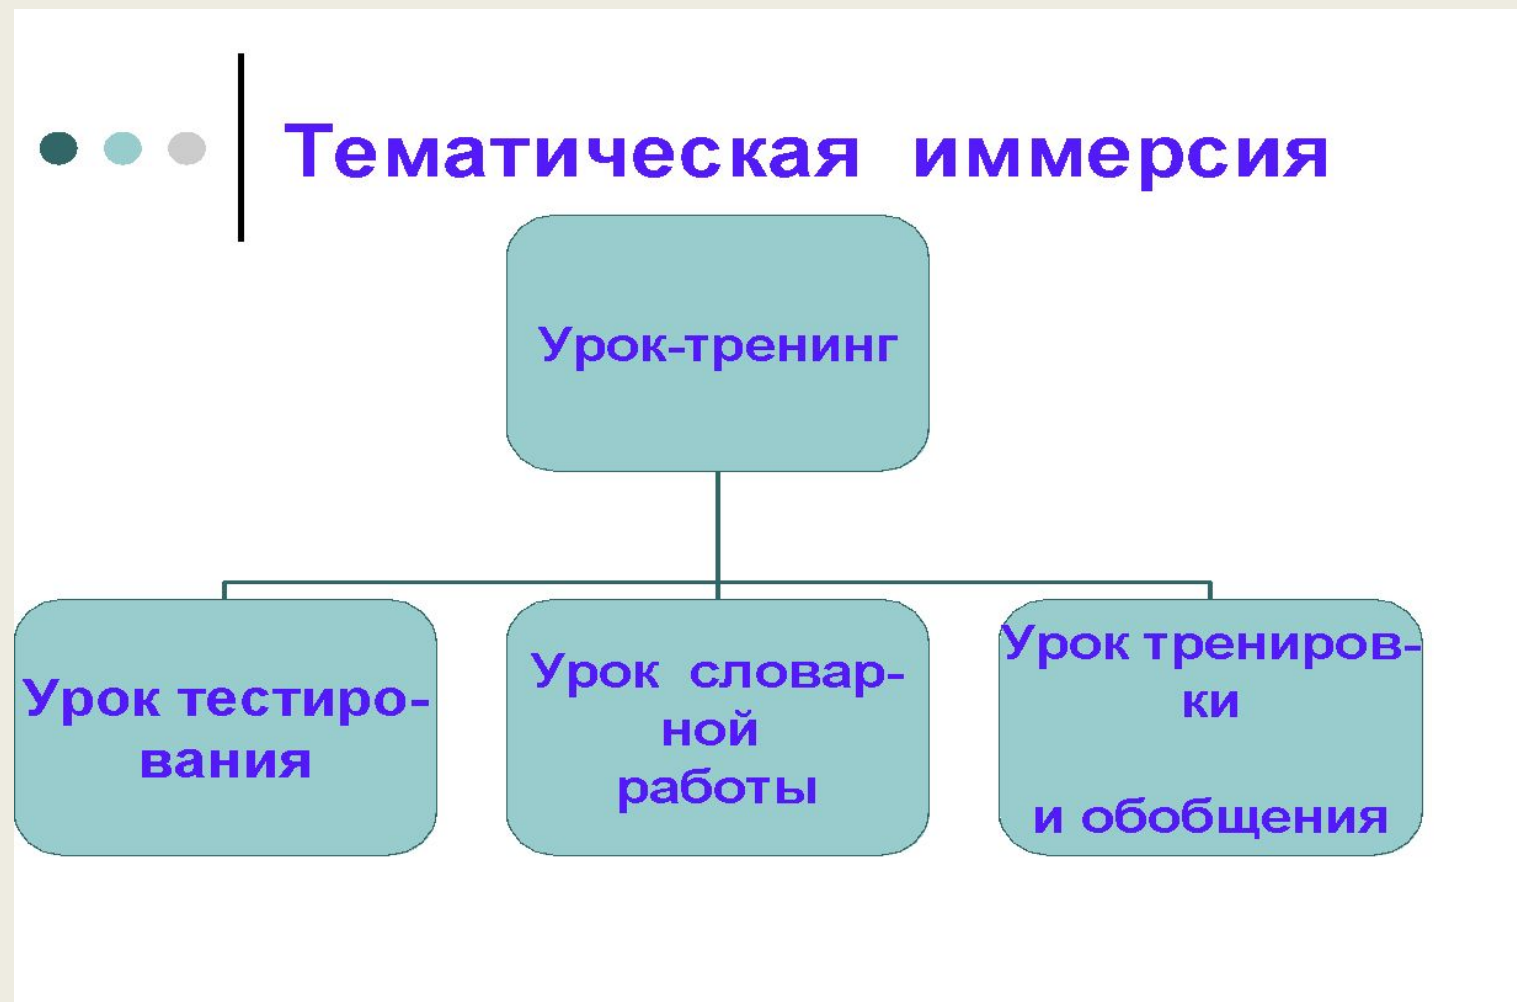 Тематическая иммерсия
Урок-тренинг
Урок тестиро-
вания
Урок словар-
ной
работы
Урок трениров-
ки
и обобщения